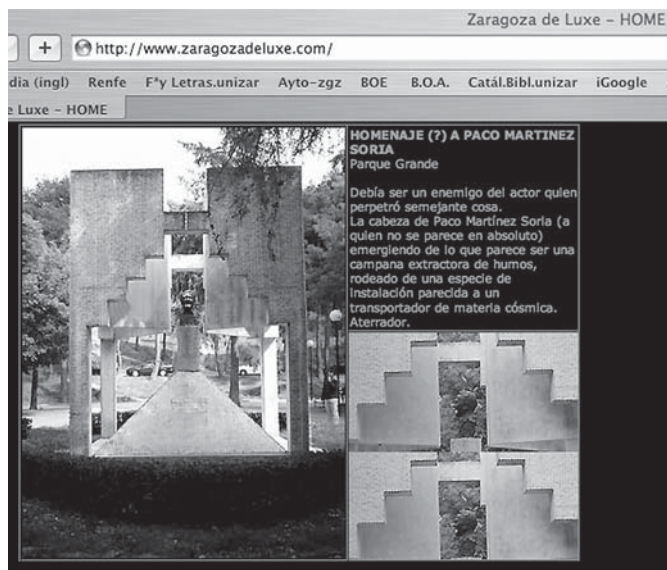 Zaragoza de Luxe – HOME
+ http://www.zaragozadeluxe.com/
dia (ingl) Renfe Fªy Letras.unizar Ayto-zgz BOE B.O.A. Catál.Bibl.unizar iGoogle
e Luxe – HOME
HOMENAJE (?) A PACO MARTINEZ
SORIA
Parque Grande
Debía ser un enemigo del actor quien
perpetró semejante cosa.
La cabeza de Paco Martínez Soria (a
quien no se parece en absoluto)
emergiendo de lo que parece ser una
campana extractora de humos,
rodeado de una especie de
instalación parecida a un
transportador de materia cósmica.
Aterrador.